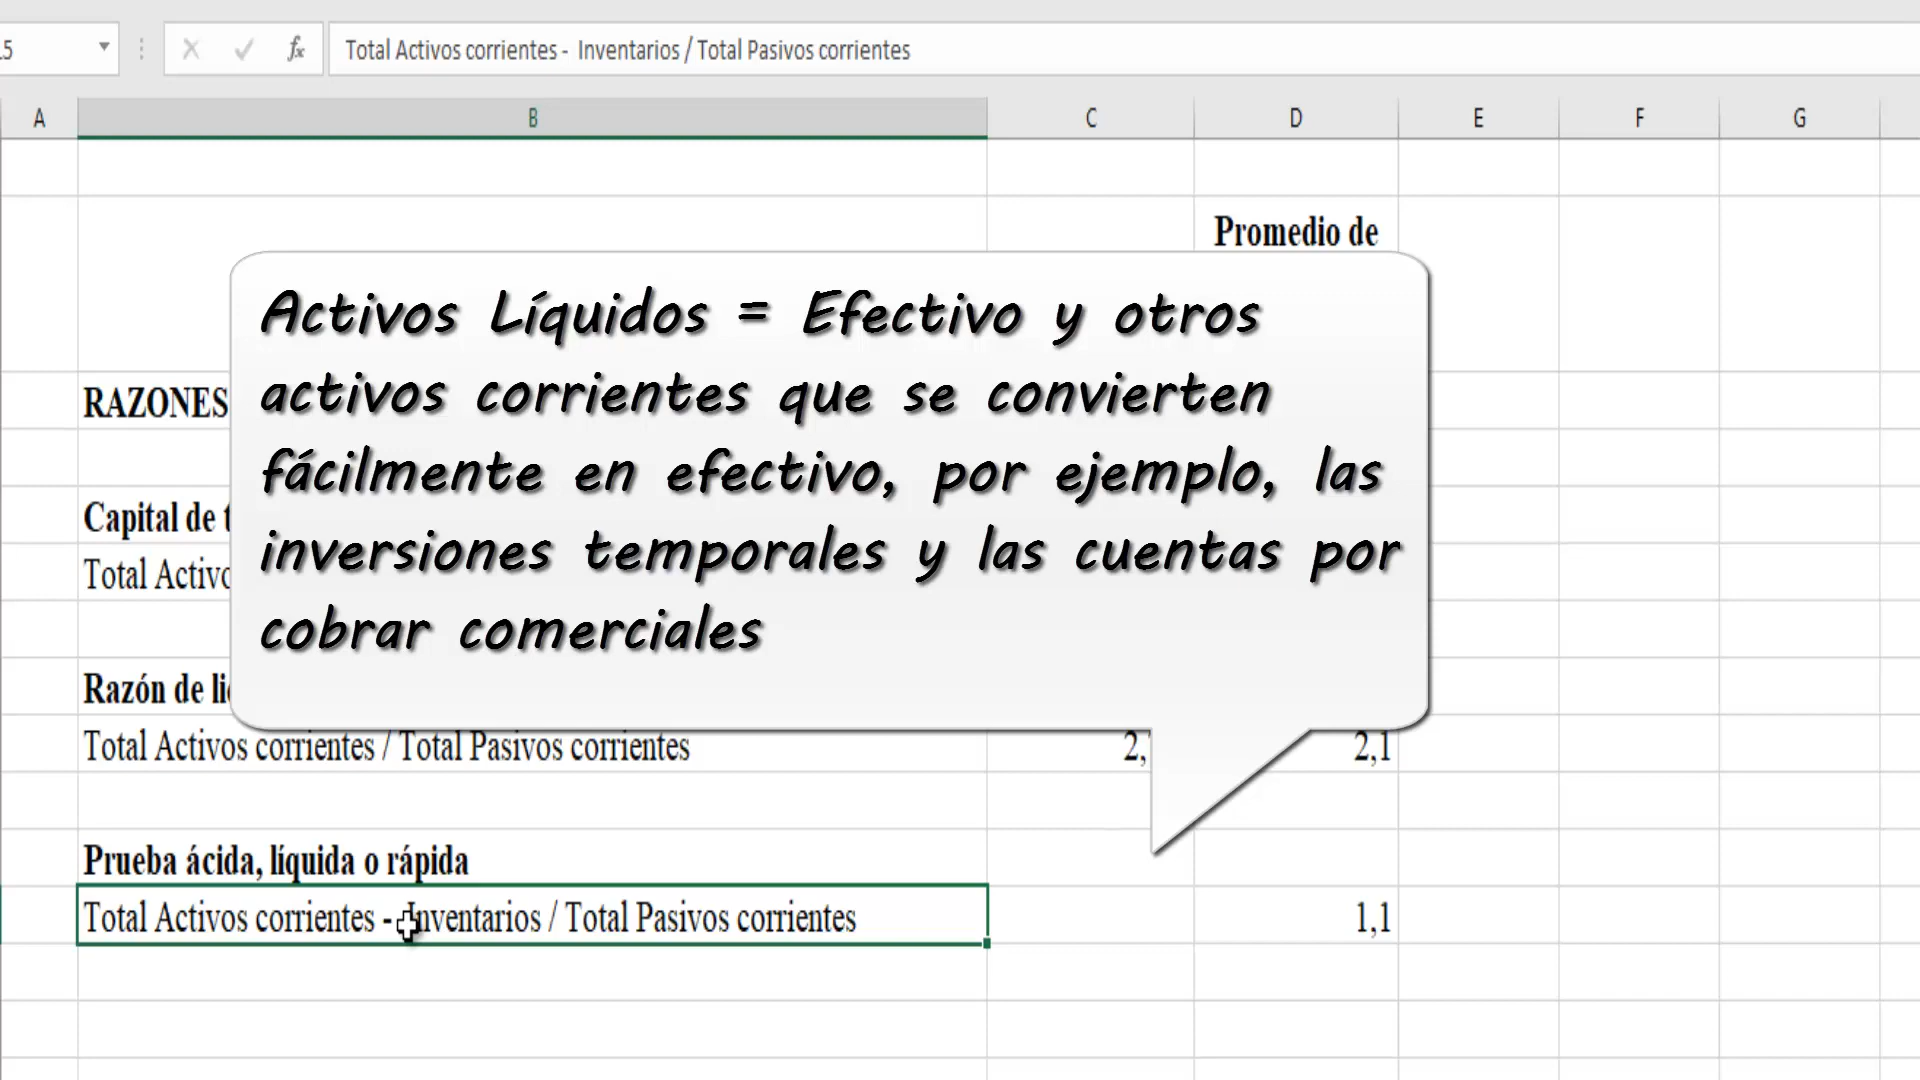 5
fx
Total Activos corrientes - Inventarios / Total Pasivos corrientes
A B C D E F G
Promedio de
Activos Líquidos = Efectivo y otros
activos corrientes que se convierten
fácilmente en efectivo, por ejemplo, las
inversiones temporales y las cuentas por
cobrar comerciales
RAZONES
Capital de
Total
Razón de
Total Activos corrientes / Total Pasivos corrientes 2,1
Prueba ácida, líquida o rápida
Total Activos corrientes - Inventarios / Total Pasivos corrientes 1,1